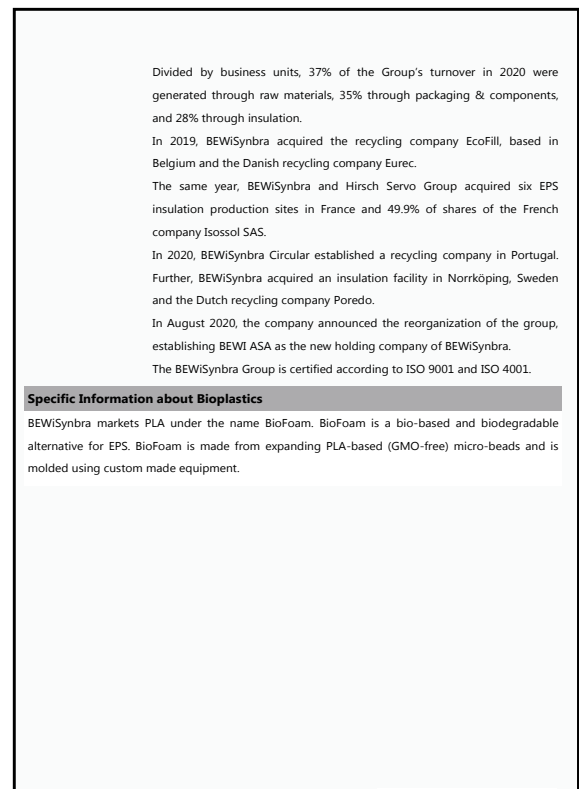 Divided by business units, 37% of the Group's turnover in 2020 were
generated through raw materials, 35% through packaging & components,
and 28% through insulation.
In 2019, BEWiSynbra acquired the recycling company EcoFill, based in
Belgium and the Danish recycling company Eurec.
The same year, BEWiSynbra and Hirsch Servo Group acquired six EPS
insulation production sites in France and 49.9% of shares of the French
company Isossol SAS.
In 2020, BEWiSynbra Circular established a recycling company in Portugal.
Further, BEWiSynbra acquired an insulation facility in Norrköping, Sweden
and the Dutch recycling company Poredo.
In August 2020, the company announced the reorganization of the group,
establishing BEWI ASA as the new holding company of BEWiSynbra.
The BEWiSynbra Group is certified according to ISO 9001 and ISO 4001.
Specific Information about Bioplastics
BEWiSynbra markets PLA under the name BioFoam. BioFoam is a bio-based and biodegradable
alternative for EPS. BioFoam is made from expanding PLA-based (GMO-free) micro-beads and is
molded using custom made equipment.